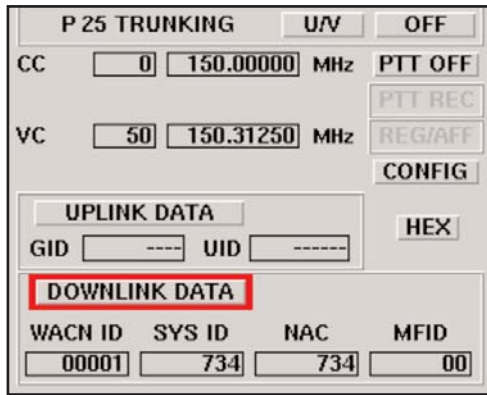 P 25 TRUNKING U/V OFF
CC 0 150.00000 MHz PTT OFF
PTT REC
VC 50 150.31250 MHz REG/AFF
CONFIG
UPLINK DATA HEX
GID ---- UID ------
DOWNLINK DATA
WACN ID SYS ID NAC MFID
00001 734 734 00